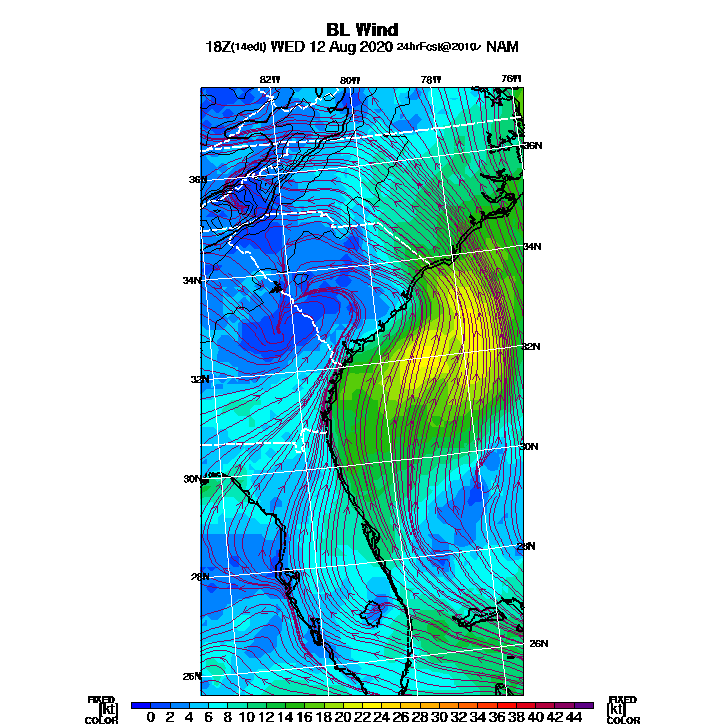 BL Wind
18Z(14edt) WED 12 Aug 2020 24hrFcst@2010z NAM
82W 80W 78W 76W
36N
36N
34N
34N
32N
32N
30N
30N
28N
28N
26N
26N
FIXED FIXED
[kt] 0 2 4 6 8 10 12 14 16 18 20 22 24 26 28 30 32 34 36 38 40 42 44 [kt]
COLOR COLOR